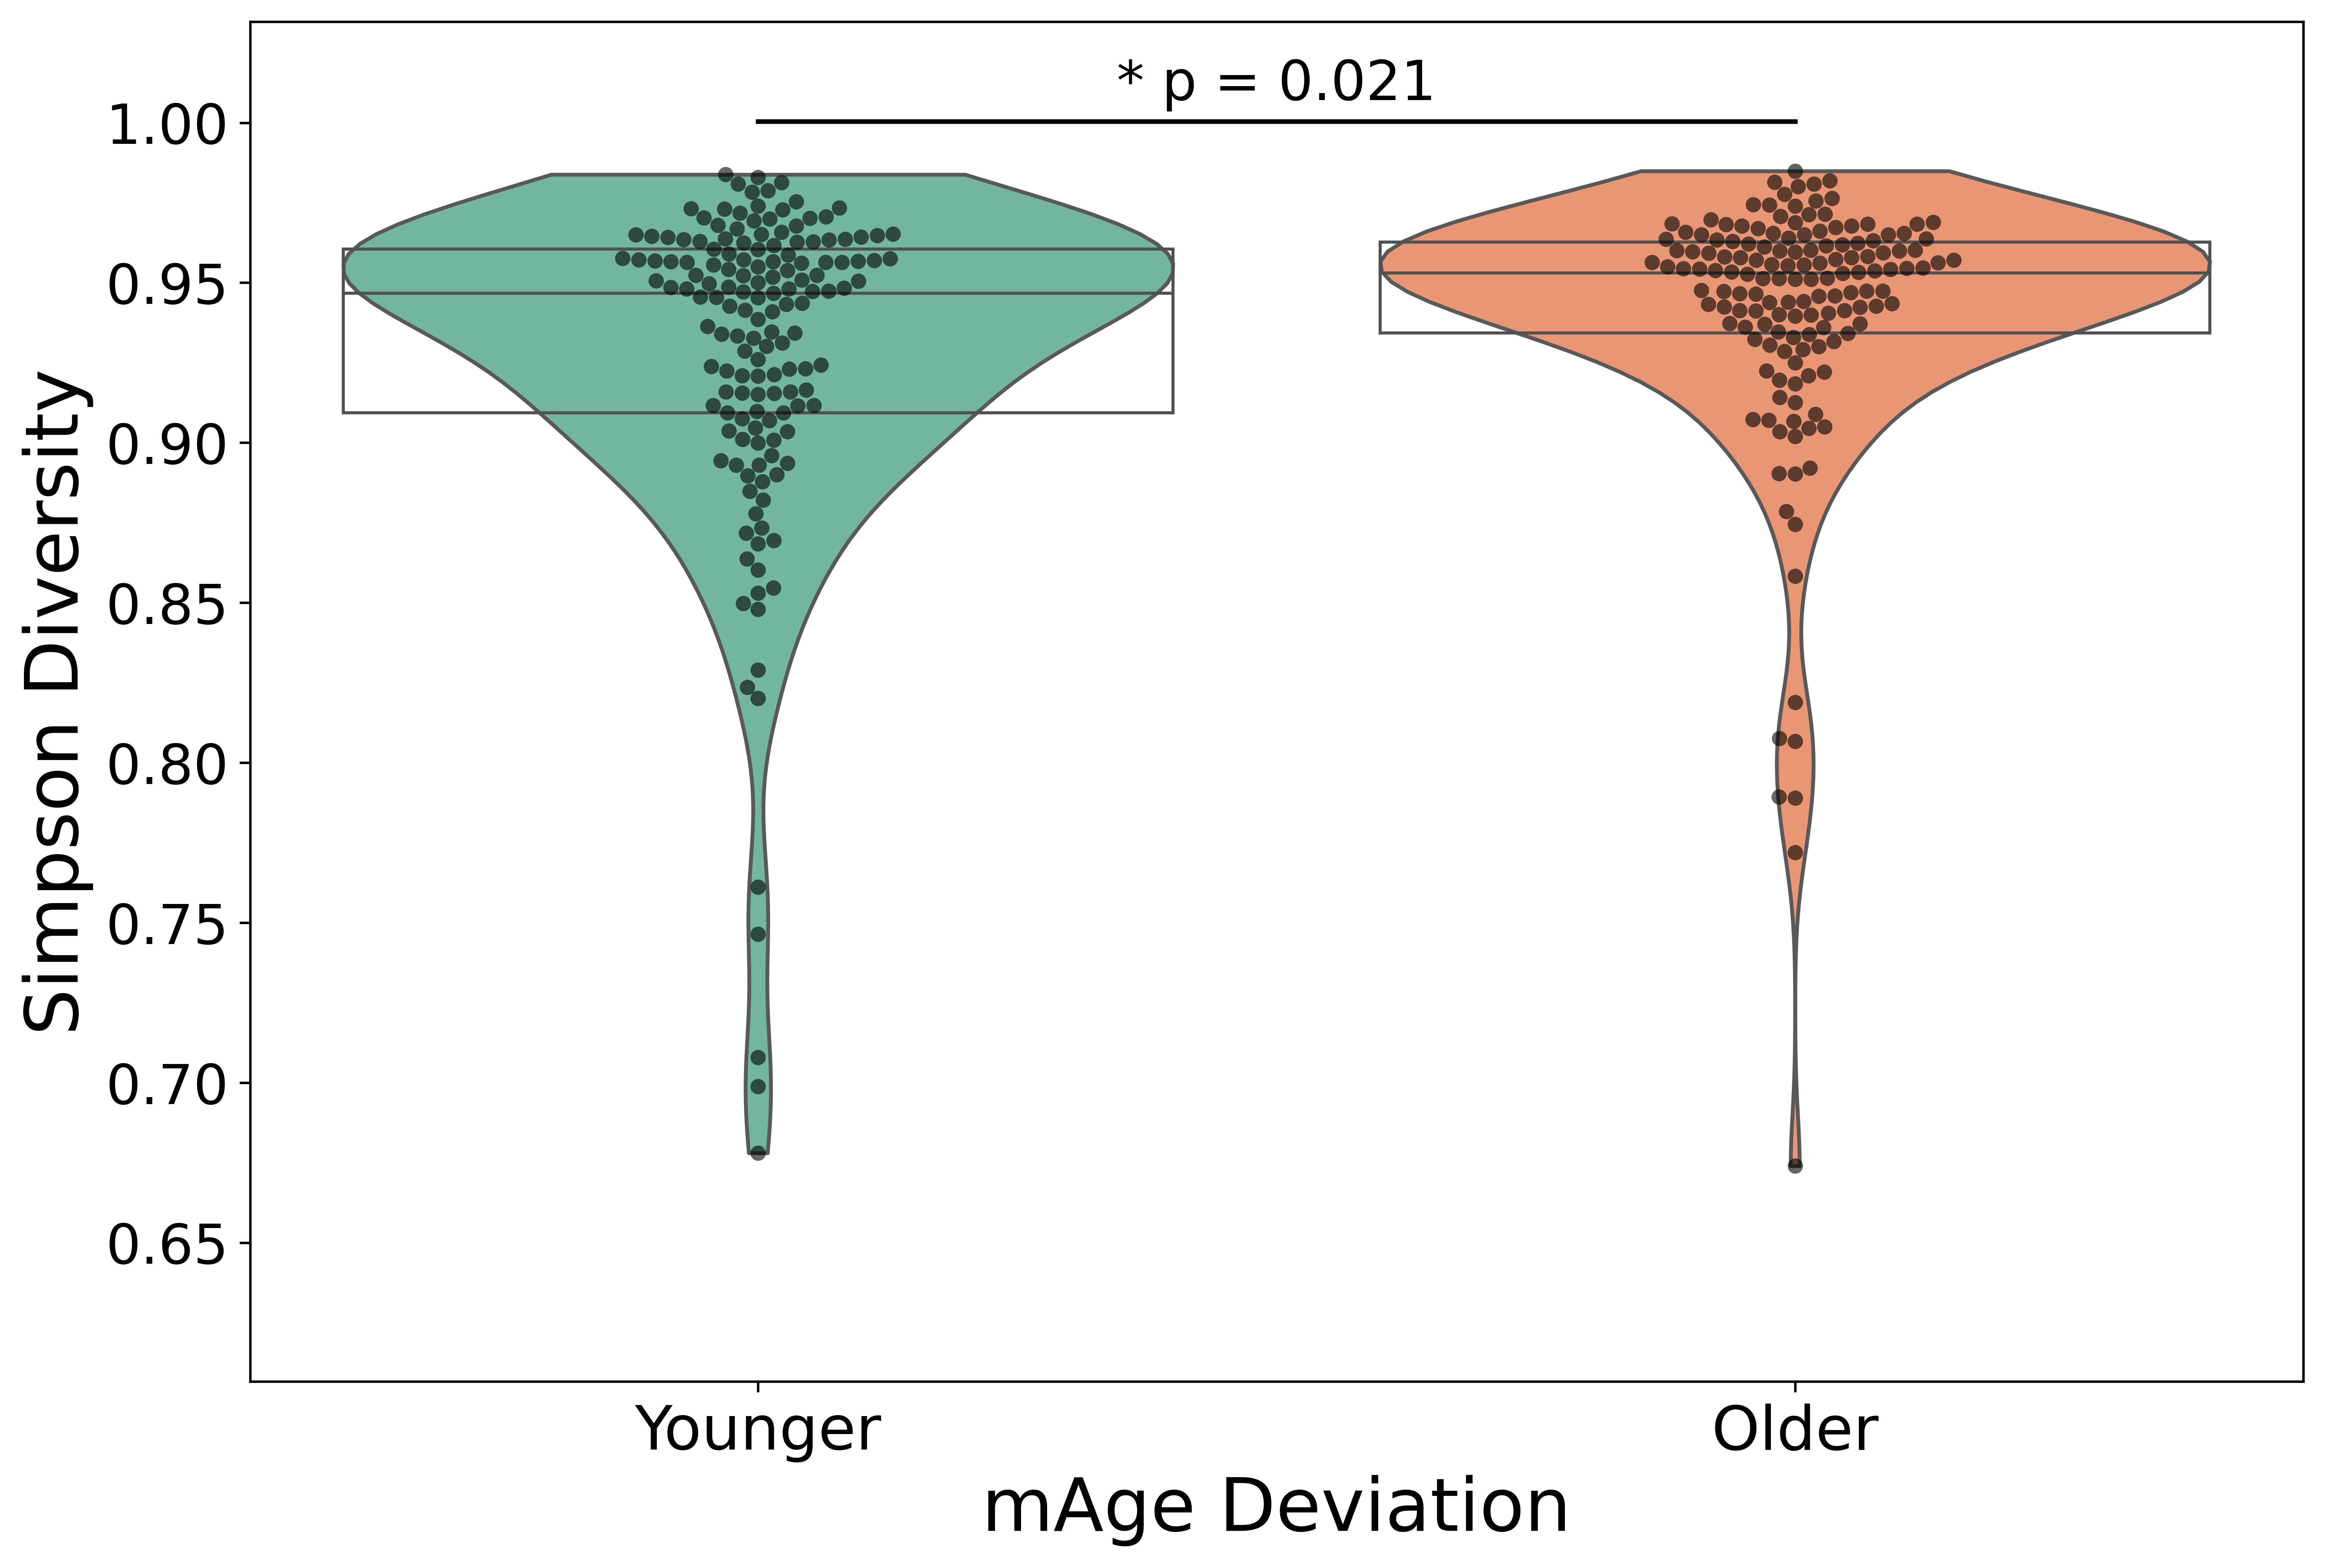 * p = 0.021
1.00
0.95
0.90
0.85
0.80
0.75
0.70
0.65
Simpson Diversity
Younger
Older
mAge Deviation